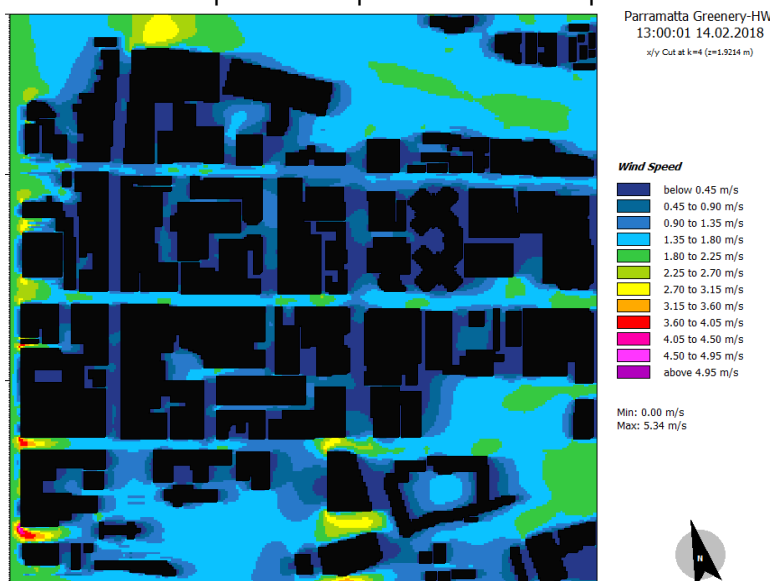 Parramatta Greenery-HW
13:00:01 14.02.2018
x/y Cut at k=4 (z=1.9214 m)
Wind Speed
below 0.45 m/s
0.45 to 0.90 m/s
0.90 to 1.35 m/s
1.35 to 1.80 m/s
1.80 to 2.25 m/s
2.25 to 2.70 m/s
2.70 to 3.15 m/s
3.15 to 3.60 m/s
3.60 to 4.05 m/s
4.05 to 4.50 m/s
4.50 to 4.95 m/s
above 4.95 m/s
Min: 0.00 m/s
Max: 5.34 m/s
N